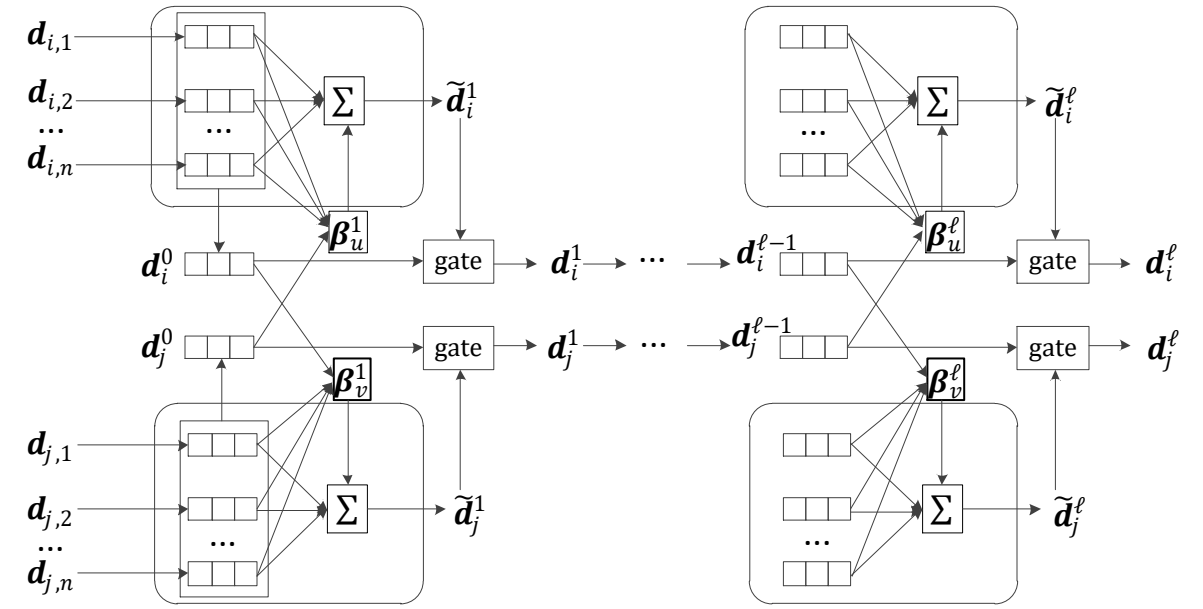 𝒅_{i,1}
𝒅_{i,2}
...
𝒅_{i,n}
...
∑
𝒅̃_i^1
𝜷_u^1
𝒅_i^0
gate
𝒅_i^1
...
𝒅_i^{ℓ−1}
...
∑
𝒅̃_i^ℓ
𝜷_u^ℓ
gate
𝒅_i^ℓ
𝒅_j^0
gate
𝒅_j^1
...
𝒅_j^{ℓ−1}
gate
𝒅_j^ℓ
𝜷_v^1
𝜷_v^ℓ
𝒅_{j,1}
𝒅_{j,2}
...
𝒅_{j,n}
...
∑
𝒅̃_j^1
...
∑
𝒅̃_j^ℓ